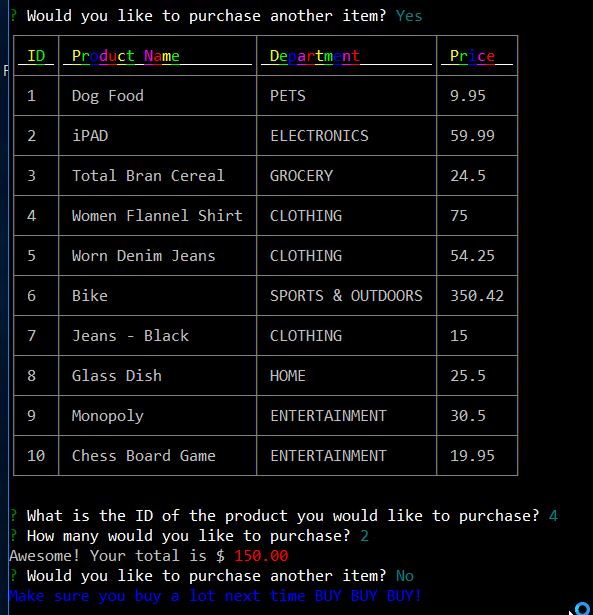 ? Would you like to purchase another item? Yes
ID Product Name Department Price
1 Dog Food PETS 9.95
2 iPAD ELECTRONICS 59.99
3 Total Bran Cereal GROCERY 24.5
4 Women Flannel Shirt CLOTHING 75
5 Worn Denim Jeans CLOTHING 54.25
6 Bike SPORTS & OUTDOORS 350.42
7 Jeans - Black CLOTHING 15
8 Glass Dish HOME 25.5
9 Monopoly ENTERTAINMENT 30.5
10 Chess Board Game ENTERTAINMENT 19.95
? What is the ID of the product you would like to purchase? 4
? How many would you like to purchase? 2
Awesome! Your total is $ 150.00
? Would you like to purchase another item? No
Make sure you buy a lot next time BUY BUY BUY!